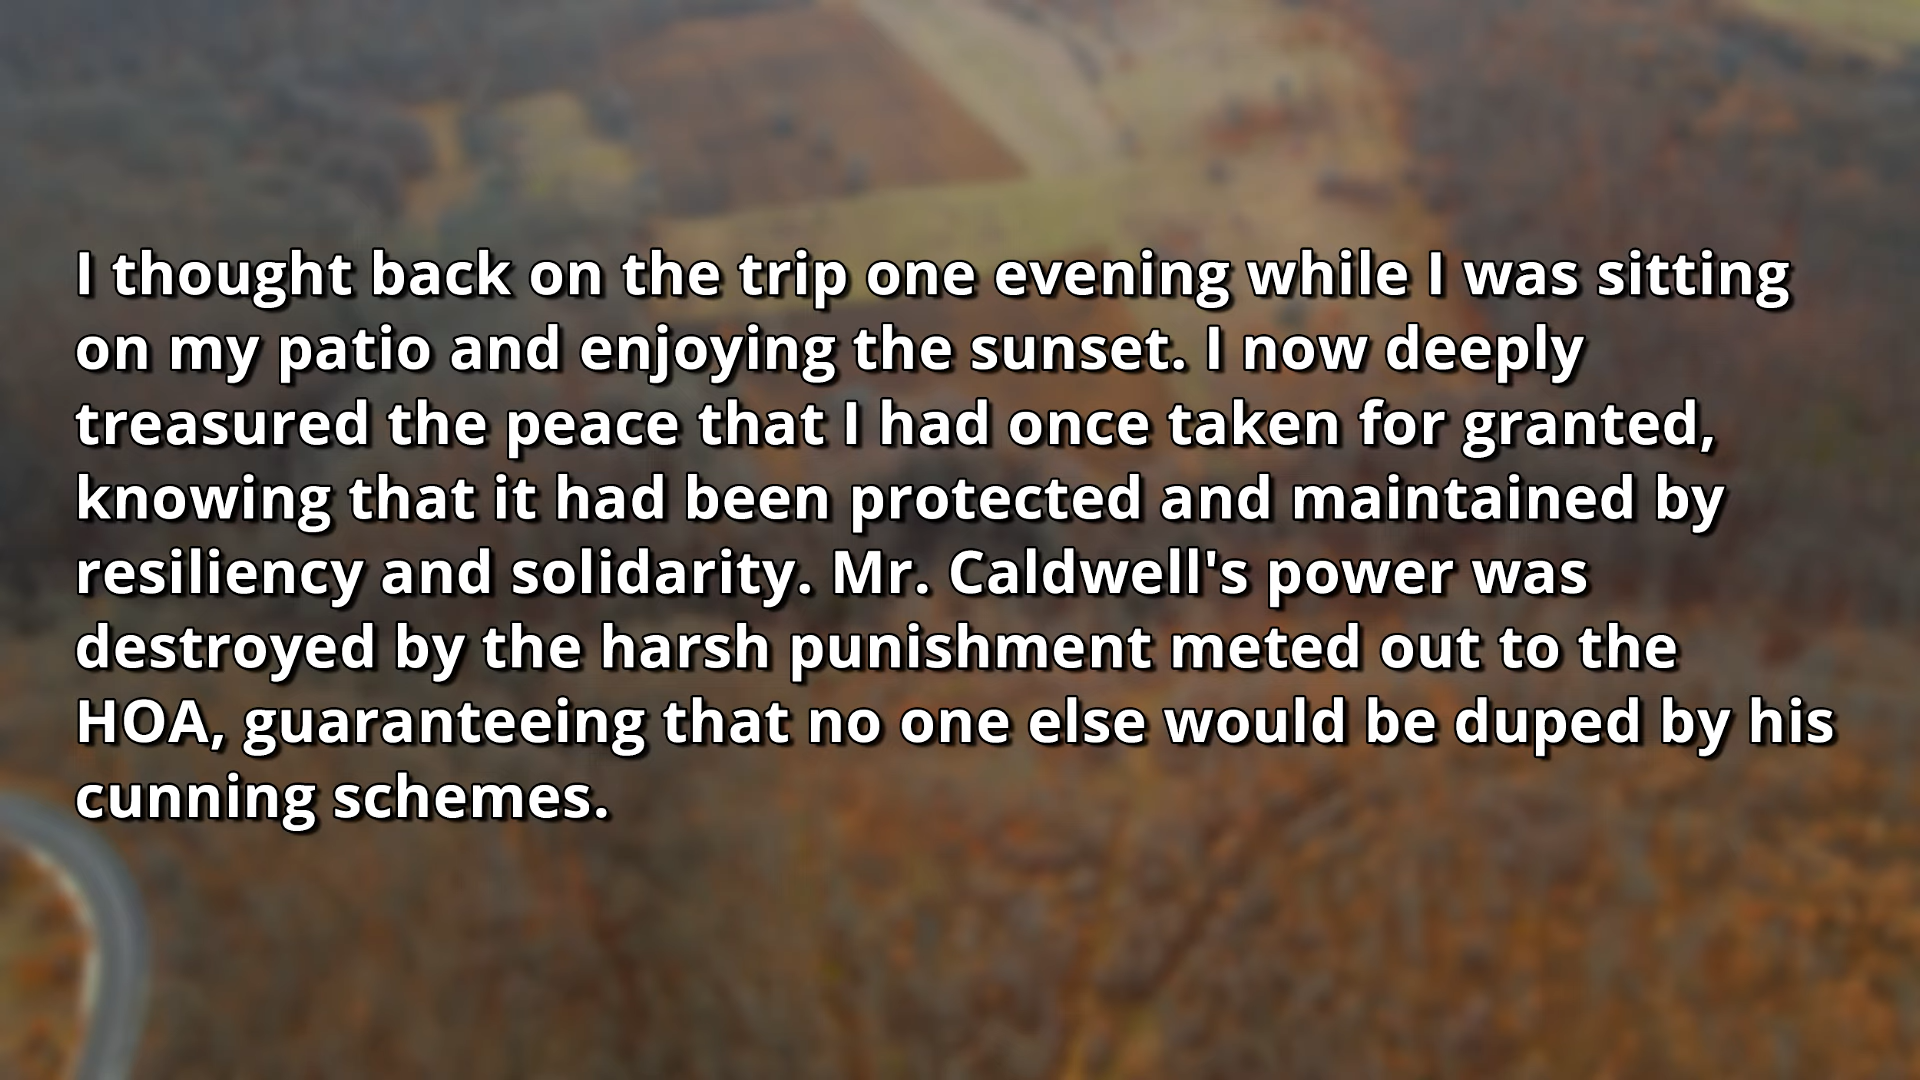 I thought back on the trip one evening while I was sitting
on my patio and enjoying the sunset. I now deeply
treasured the peace that I had once taken for granted,
knowing that it had been protected and maintained by
resiliency and solidarity. Mr. Caldwell's power was
destroyed by the harsh punishment meted out to the
HOA, guaranteeing that no one else would be duped by his
cunning schemes.